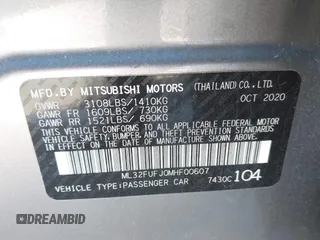 MFD.BY MITSUBISHI MOTORS (THAILAND) CO.,LTD.
GVWR 3108LBS/1410KG OCT 2020
GAWR FR 1609LBS/ 730KG
GAWR RR 1521LBS/ 690KG
THIS VEHICLE CONFORMS TO ALL APPLICABLE FEDERAL MOTOR VEHICLE
SAFETY, BUMPER, AND THEFT PREVENTION STANDARDS IN EFFECT ON
THE DATE OF MANUFACTURE SHOWN ABOVE.
ML32FUFJ0MHF00607
VEHICLE TYPE:PASSENGER CAR 7430C 104
DREAMBID